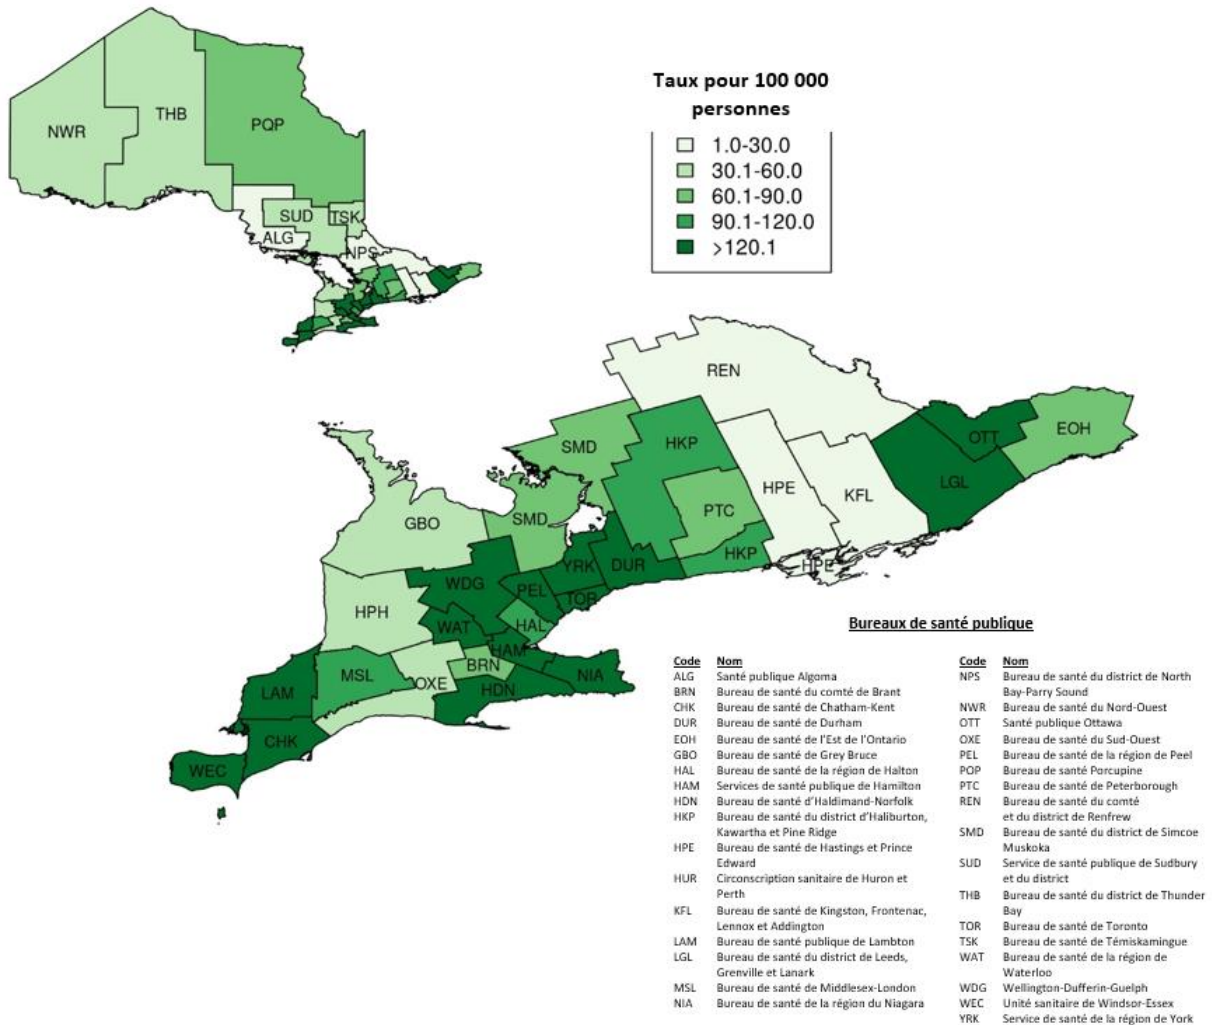 Taux pour 100 000
personnes
1.0-30.0
30.1-60.0
60.1-90.0
90.1-120.0
>120.1
NWR
THB
PQP
SUD
TSK
ALG
NPS
REN
SMD
HKP
OTT
EOH
HPE
KFL
LGL
GBO
SMD
PTC
HKP
HPE
YRK
DUR
WDG
PEL
TOR
HPH
WAT
HAL
HAM
MSL
BRN
OXE
NIA
LAM
HDN
CHK
WEC
Bureaux de santé publique
Code Nom
ALG Santé publique Algoma
BRN Bureau de santé du comté de Brant
CHK Bureau de santé de Chatham-Kent
DUR Bureau de santé de Durham
EOH Bureau de santé de l'Est de l'Ontario
GBO Bureau de santé de Grey Bruce
HAL Bureau de santé de la région de Halton
HAM Services de santé publique de Hamilton
HDN Bureau de santé d'Haldimand-Norfolk
HKP Bureau de santé du district d'Haliburton,
Kawartha et Pine Ridge
HPE Bureau de santé de Hastings et Prince
Edward
HUR Circonscription sanitaire de Huron et
Perth
KFL Bureau de santé de Kingston, Frontenac,
Lennox et Addington
LAM Bureau de santé publique de Lambton
LGL Bureau de santé du district de Leeds,
Grenville et Lanark
MSL Bureau de santé de Middlesex-London
NIA Bureau de santé de la région du Niagara
Code Nom
NPS Bureau de santé du district de North
Bay-Parry Sound
NWR Bureau de santé du Nord-Ouest
OTT Santé publique Ottawa
OXE Bureau de santé du Sud-Ouest
PEL Bureau de santé de la région de Peel
POP Bureau de santé Porcupine
PTC Bureau de santé de Peterborough
REN Bureau de santé du comté
et du district de Renfrew
SMD Bureau de santé du district de Simcoe
Muskoka
SUD Service de santé publique de Sudbury
et du district
THB Bureau de santé du district de Thunder
Bay
TOR Bureau de santé de Toronto
TSK Bureau de santé de Témiskamingue
WAT Bureau de santé de la région de
Waterloo
WDG Wellington-Dufferin-Guelph
WEC Unité sanitaire de Windsor-Essex
YRK Service de santé de la région de York